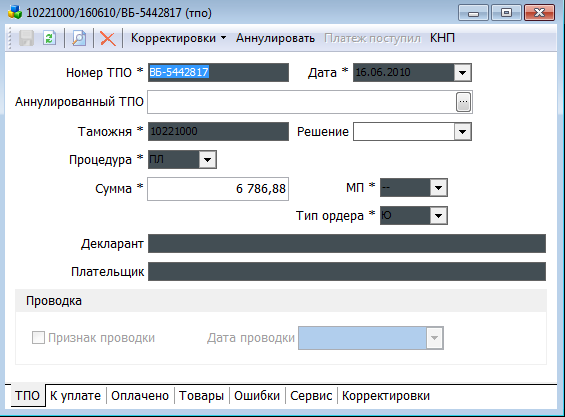 10221000/160610/ВБ-5442817 (тпо)
Корректировки Аннулировать Платеж поступил КНП
Номер ТПО * ВБ-5442817 Дата * 16.06.2010
Аннулированный ТПО ...
Таможня * 10221000 Решение
Процедура * ПЛ
Сумма * 6 786,88 МП * --
Тип ордера * Ю
Декларант
Плательщик
Проводка
Признак проводки Дата проводки
ТПО К уплате Оплачено Товары Ошибки Сервис Корректировки